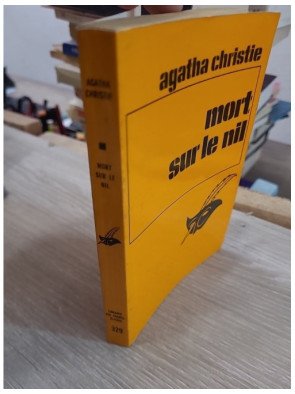 AGATHA
CHRISTIE
MORT
SUR LE
NIL
329
agatha christie
mort
sur le nil